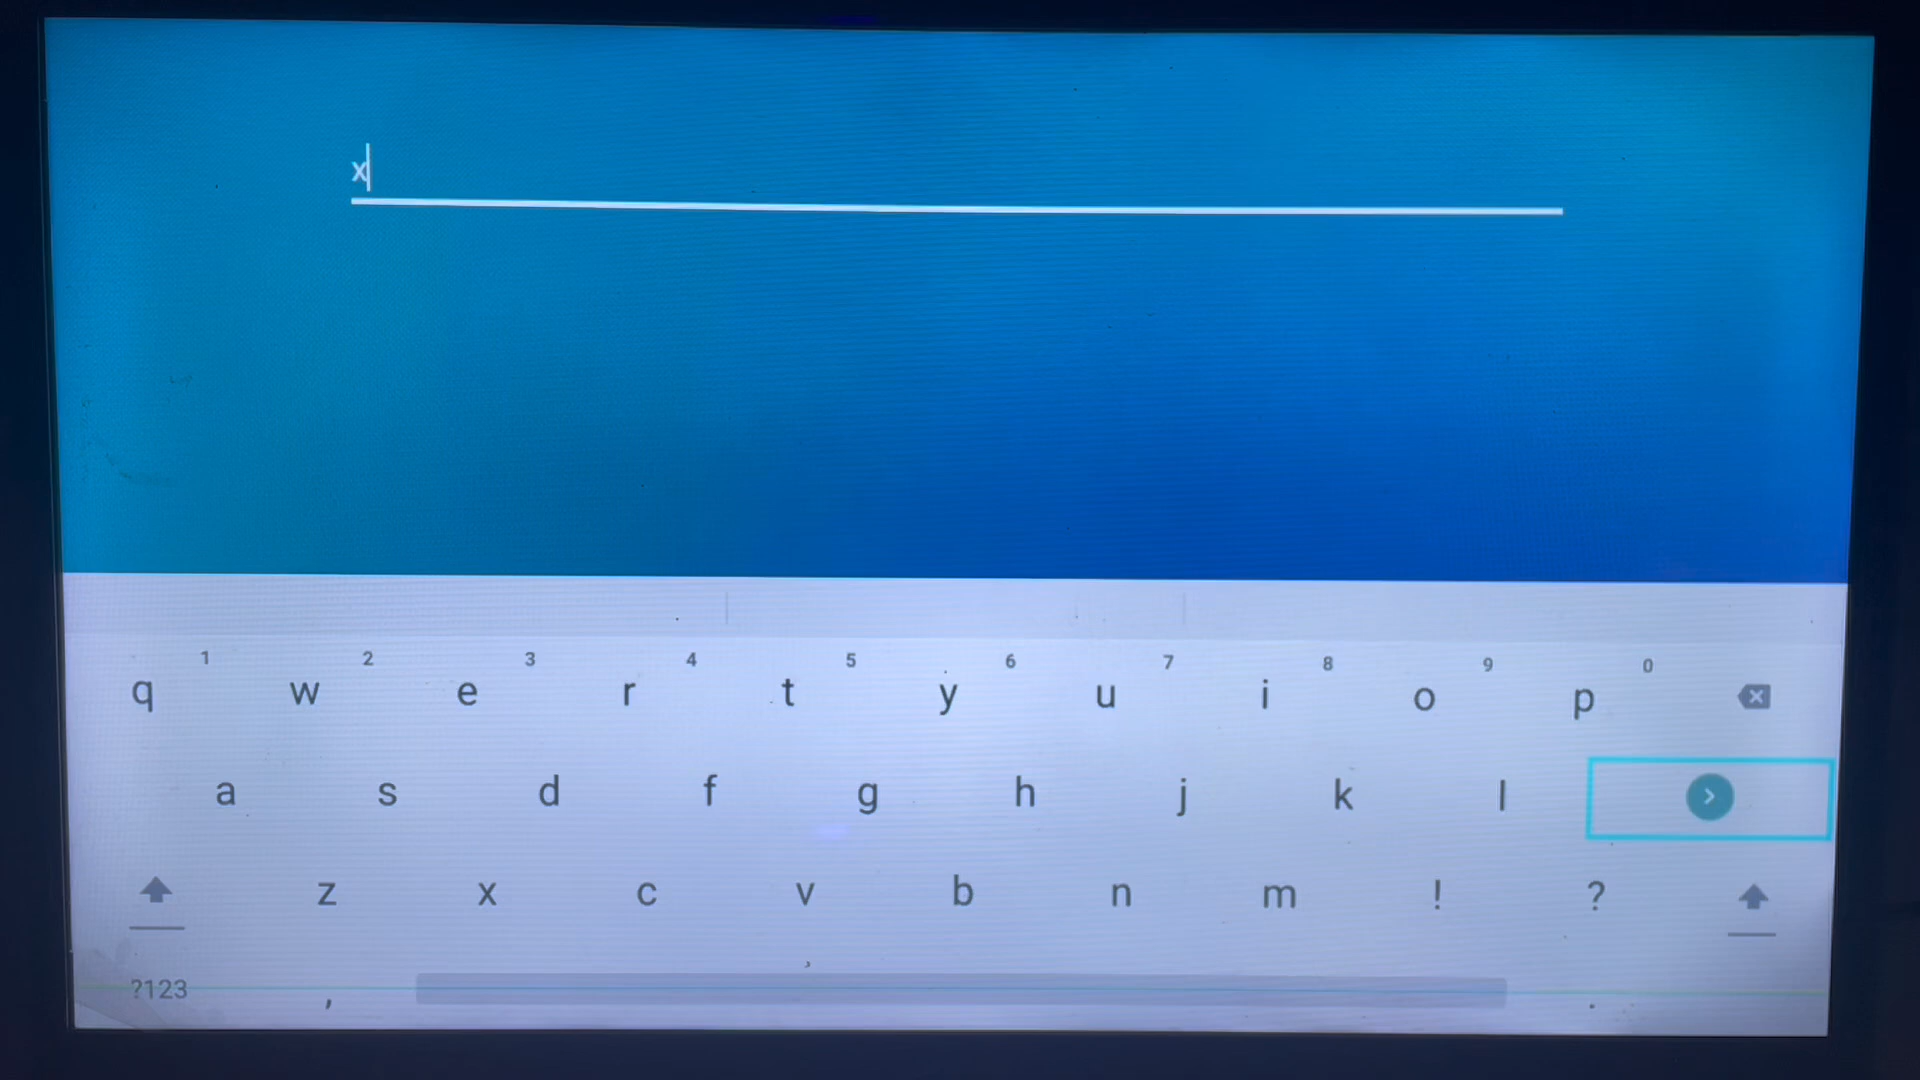 x
1 2 3 4 5 6 7 8 9 0
q w e r t y u i o p
a s d f g h j k l
z x c v b n m ! ?
?123 , .